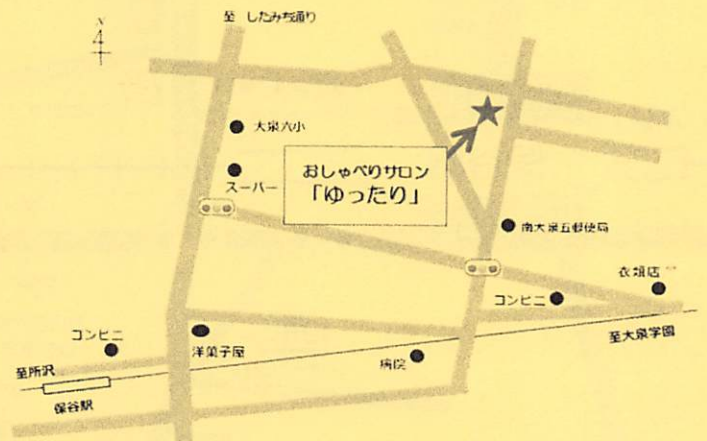 至 したみち通り
N
大泉六小
スーパー
おしゃべりサロン
「ゆったり」
南大泉五郵便局
衣類店
コンビニ
至大泉学園
コンビニ
洋菓子屋
病院
至所沢
保谷駅